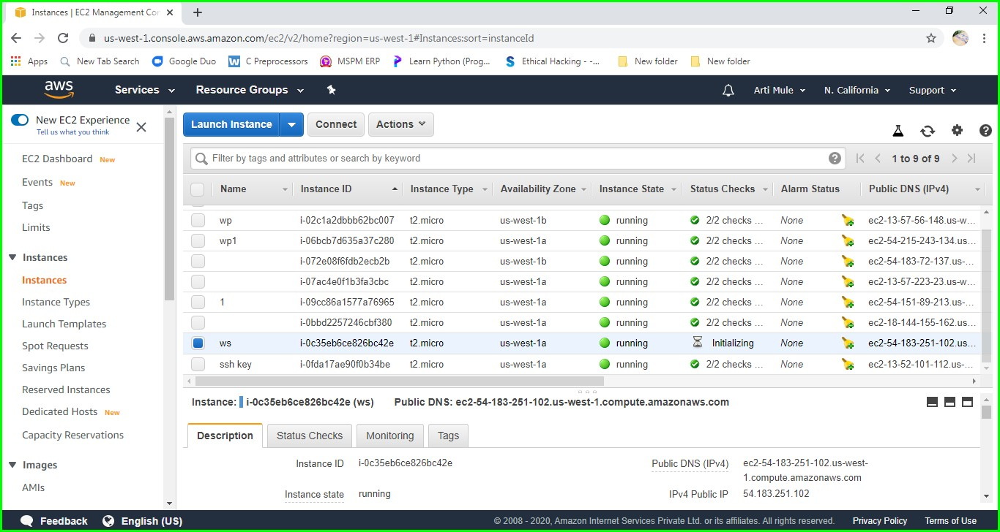 Instances | EC2 Management Con
us-west-1.console.aws.amazon.com/ec2/v2/home?region=us-west-1#Instances:sort=instanceId
Apps New Tab Search Google Duo C Preprocessors MSPM ERP Learn Python (Prog... Ethical Hacking - -... New folder New folder
aws Services Resource Groups Arti Mule N. California Support
New EC2 Experience
Tell us what you think
EC2 Dashboard New
Events New
Tags
Limits
Instances
Instances
Instance Types
Launch Templates
Spot Requests
Savings Plans
Reserved Instances
Dedicated Hosts New
Capacity Reservations
Images
AMIs
Launch Instance Connect Actions
Filter by tags and attributes or search by keyword 1 to 9 of 9
Name Instance ID Instance Type Availability Zone Instance State Status Checks Alarm Status Public DNS (IPv4)
wp i-02c1a2dbbb62bc007 t2.micro us-west-1b running 2/2 checks ... None ec2-13-57-56-148.us-w...
wp1 i-06bcb7d635a37c280 t2.micro us-west-1a running 2/2 checks ... None ec2-54-215-243-134.us...
i-072e08f6fdb2ecb2b t2.micro us-west-1b running 2/2 checks ... None ec2-54-183-72-137.us-...
i-07ac4e0f1b3fa3cbc t2.micro us-west-1a running 2/2 checks ... None ec2-13-57-223-23.us-w...
1 i-09cc86a1577a76965 t2.micro us-west-1a running 2/2 checks ... None ec2-54-151-89-213.us-...
i-0bbd2257246cbf380 t2.micro us-west-1a running 2/2 checks ... None ec2-18-144-155-162.us...
ws i-0c35eb6ce826bc42e t2.micro us-west-1a running Initializing None ec2-54-183-251-102.us...
ssh key i-0fda17ae90f0b34be t2.micro us-west-1a running 2/2 checks ... None ec2-13-52-101-112.us-...
Instance: i-0c35eb6ce826bc42e (ws) Public DNS: ec2-54-183-251-102.us-west-1.compute.amazonaws.com
Description Status Checks Monitoring Tags
Instance ID i-0c35eb6ce826bc42e Public DNS (IPv4) ec2-54-183-251-102.us-west-
1.compute.amazonaws.com
Instance state running IPv4 Public IP 54.183.251.102
Feedback English (US) © 2008 - 2020, Amazon Internet Services Private Ltd. or its affiliates. All rights reserved. Privacy Policy Terms of Use